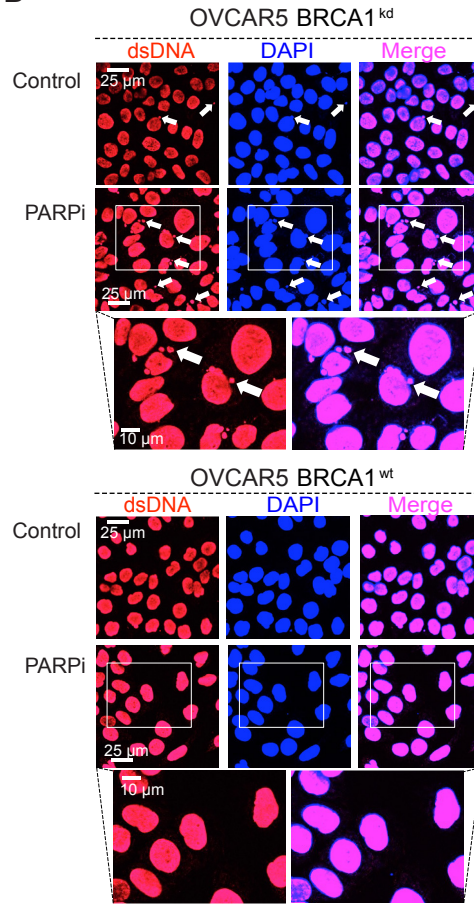 OVCAR5 BRCA1kd
dsDNA DAPI Merge
Control
25 µm
PARPi
25 µm
10 µm
OVCAR5 BRCA1wt
dsDNA DAPI Merge
Control
25 µm
PARPi
25 µm
10 µm